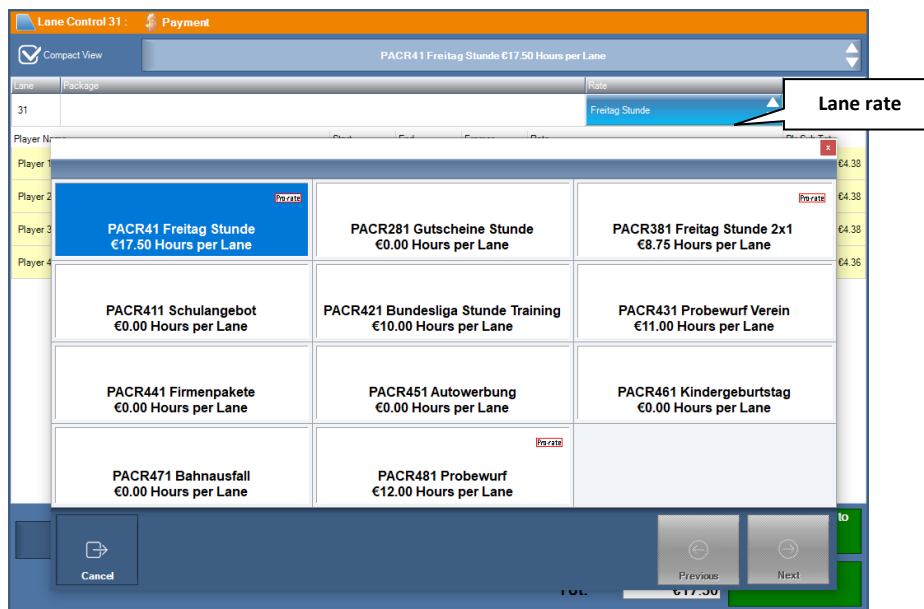 Lane Control 31 : Payment
Compact View
PACR41 Freitag Stunde €17.50 Hours per Lane
Lane Package Rate
31 Freitag Stunde
Lane rate
Player
Player 1 €4.38
Player 2 €4.38
Player 3 €4.38
Player 4 €4.36
x
Pro-rate
PACR41 Freitag Stunde
€17.50 Hours per Lane
PACR281 Gutscheine Stunde
€0.00 Hours per Lane
Pro-rate
PACR381 Freitag Stunde 2x1
€8.75 Hours per Lane
PACR411 Schulangebot
€0.00 Hours per Lane
PACR421 Bundesliga Stunde Training
€10.00 Hours per Lane
PACR431 Probewurf Verein
€11.00 Hours per Lane
PACR441 Firmenpakete
€0.00 Hours per Lane
PACR451 Autowerbung
€0.00 Hours per Lane
PACR461 Kindergeburtstag
€0.00 Hours per Lane
PACR471 Bahnausfall
€0.00 Hours per Lane
Pro-rate
PACR481 Probewurf
€12.00 Hours per Lane
to
Cancel
Previous
Next
€17.50